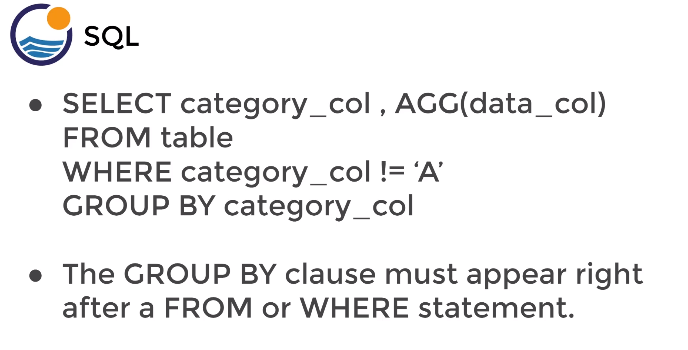 SQL
● SELECT category_col , AGG(data_col)
FROM table
WHERE category_col != ‘A’
GROUP BY category_col
● The GROUP BY clause must appear right
after a FROM or WHERE statement.